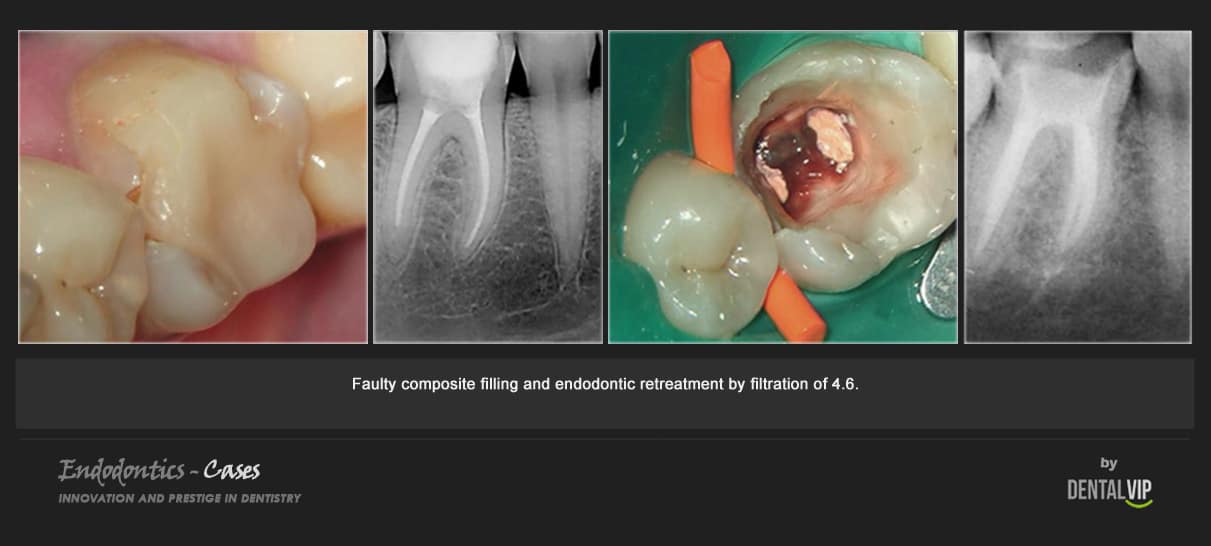 Faulty composite filling and endodontic retreatment by filtration of 4.6.
Endodontics - Cases
INNOVATION AND PRESTIGE IN DENTISTRY
by
DENTALVIP